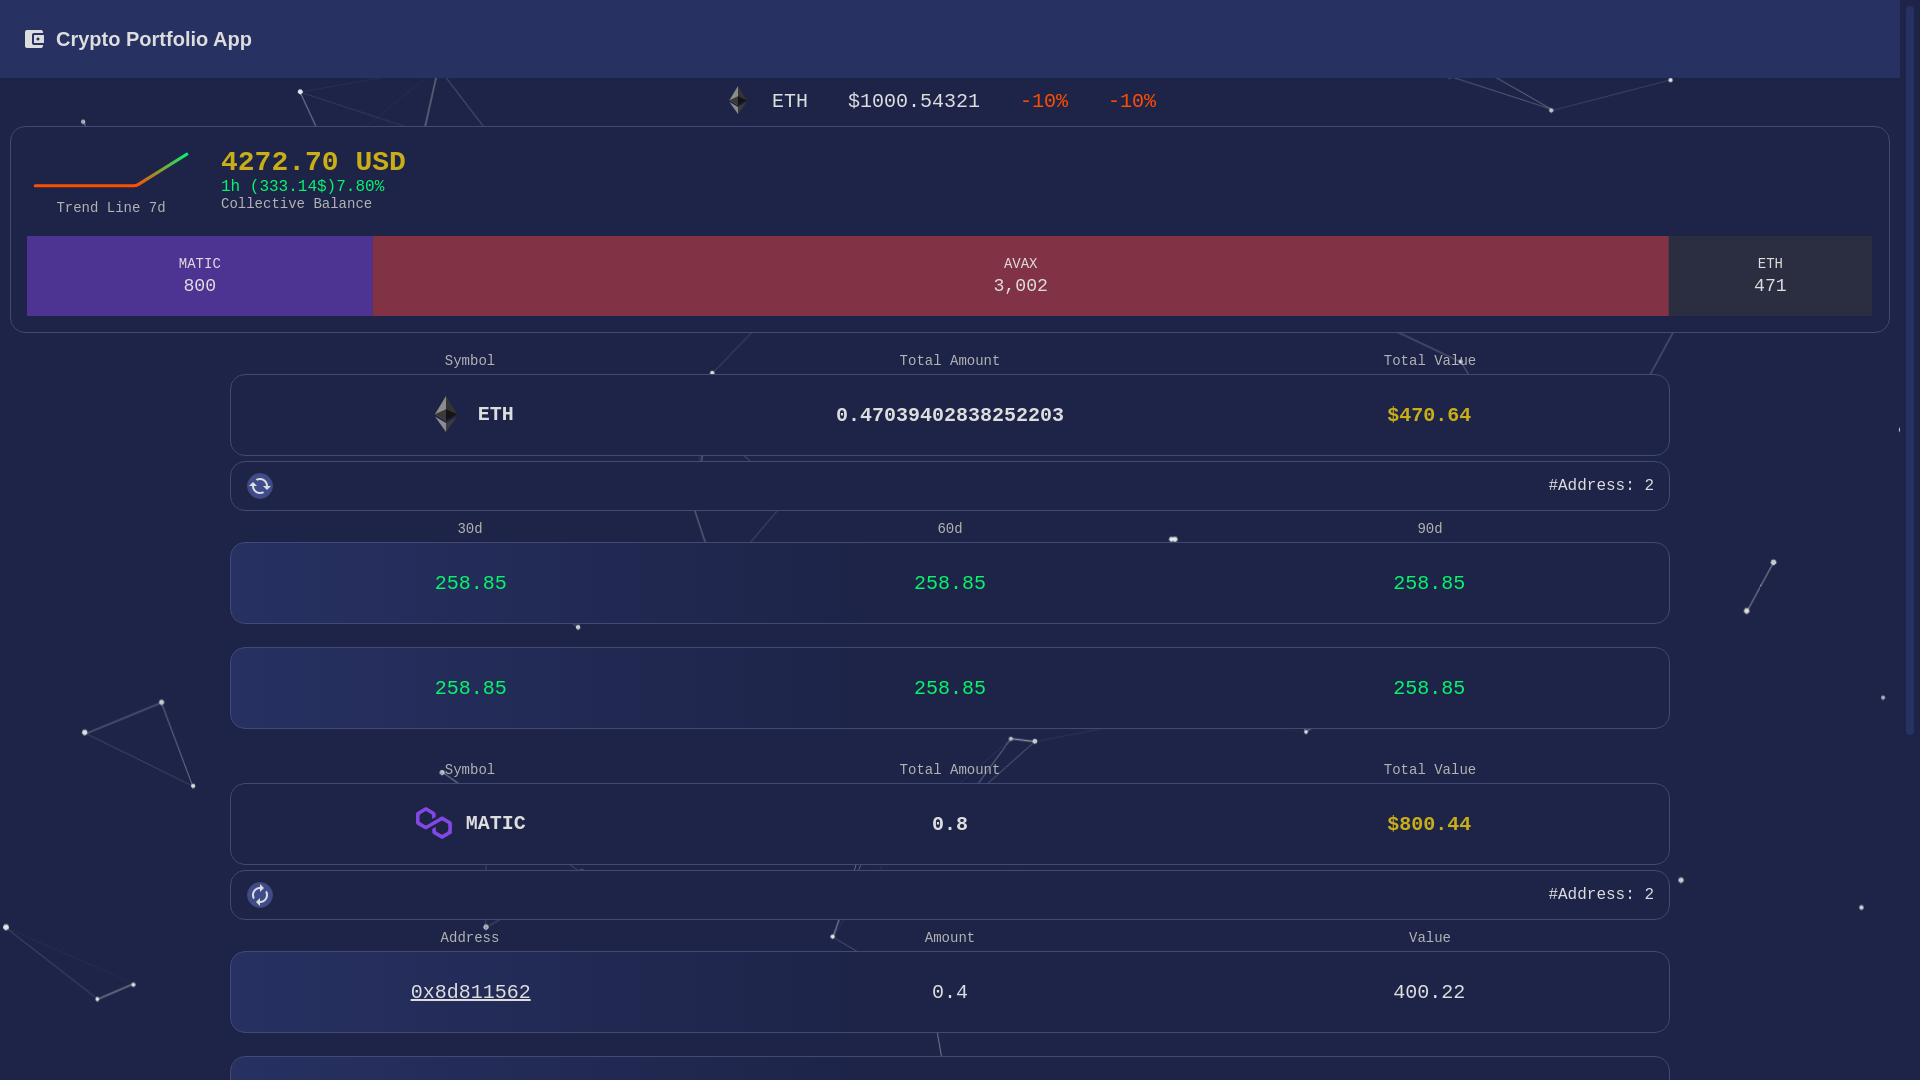 Crypto Portfolio App
ETH $1000.54321 -10% -10%
4272.70 USD
1h (333.14$)7.80%
Collective Balance
Trend Line 7d
MATIC AVAX ETH
800 3,002 471
Symbol Total Amount Total Value
ETH 0.47039402838252203 $470.64
#Address: 2
30d 60d 90d
258.85 258.85 258.85
258.85 258.85 258.85
Symbol Total Amount Total Value
MATIC 0.8 $800.44
#Address: 2
Address Amount Value
0x8d811562 0.4 400.22